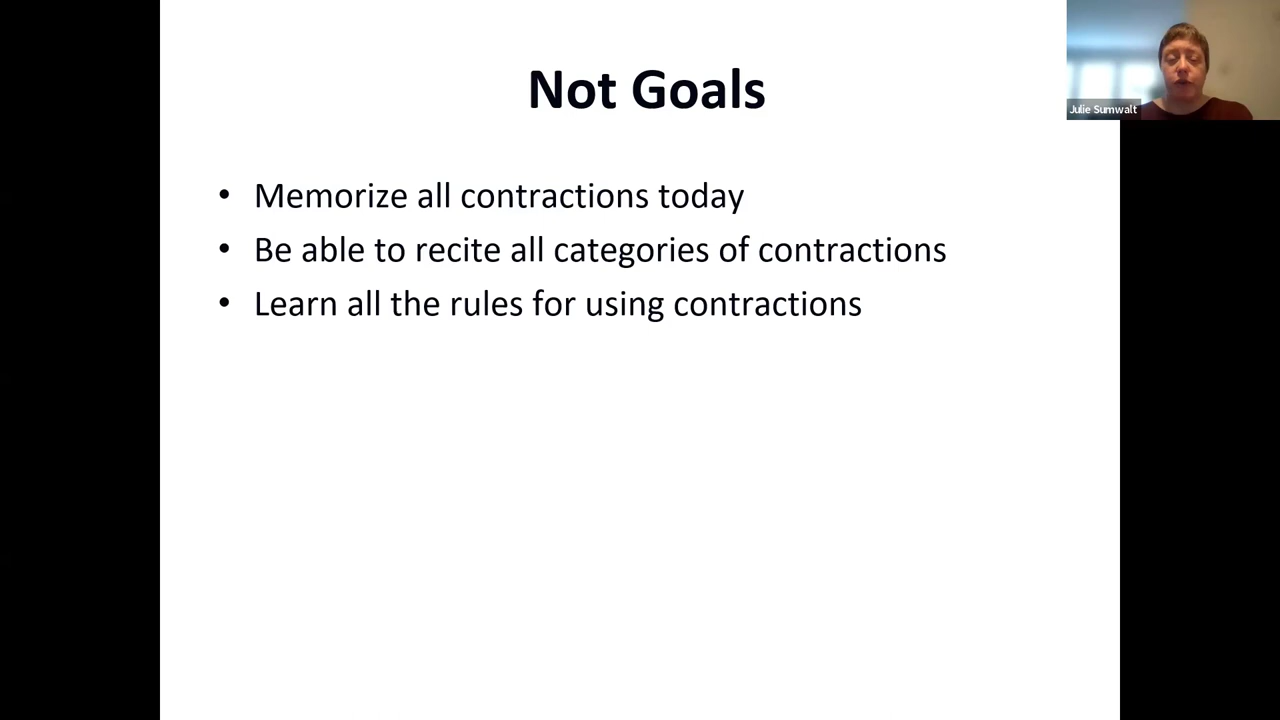 Not Goals
Julie Sumwalt
• Memorize all contractions today
• Be able to recite all categories of contractions
• Learn all the rules for using contractions